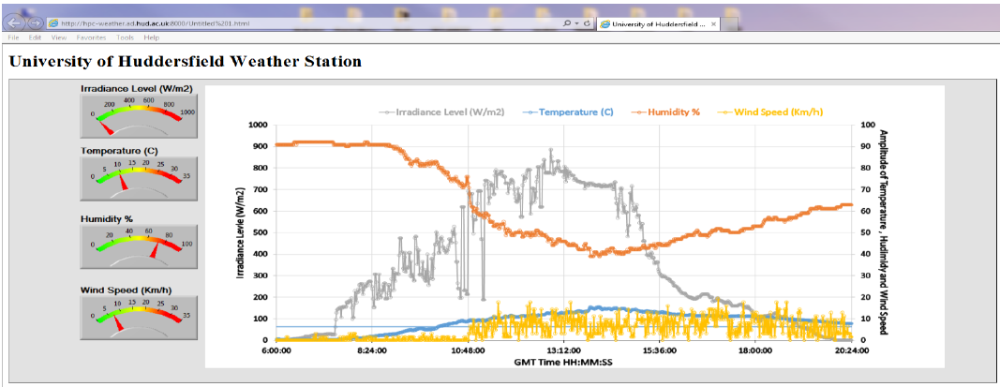 http://hpc-weather.ad.hud.ac.uk:8000/Untitled%201.html
University of Huddersfield ...
File Edit View Favorites Tools Help
University of Huddersfield Weather Station
Irradiance Level (W/m2)
0 200 400 600 800 1000
Temperature (C)
0 5 10 15 20 25 30 35
Humidity %
0 20 40 60 80 100
Wind Speed (Km/h)
0 5 10 15 20 25 30 35
Irradiance Level (W/m2) Temperature (C) Humidity % Wind Speed (Km/h)
1000 100
900 90
800 80
700 70
600 60
500 50
400 40
300 30
200 20
100 10
0 0
Irradiance Levle (W/m2)
Amplitude of Temperature , Hudimidy and Wind Speed
6:00:00 8:24:00 10:48:00 13:12:00 15:36:00 18:00:00 20:24:00
GMT Time HH:MM:SS